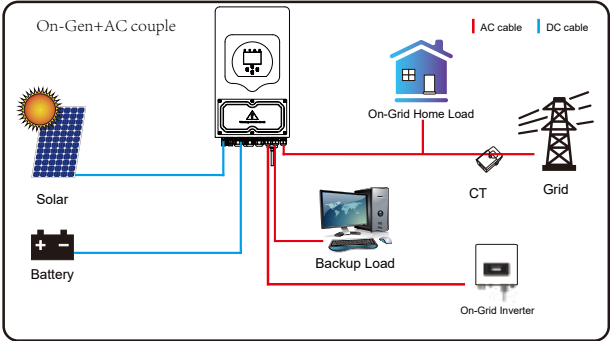 On-Gen+AC couple
AC cable
DC cable
On-Grid Home Load
Solar
CT
Grid
Battery
Backup Load
On-Grid Inverter